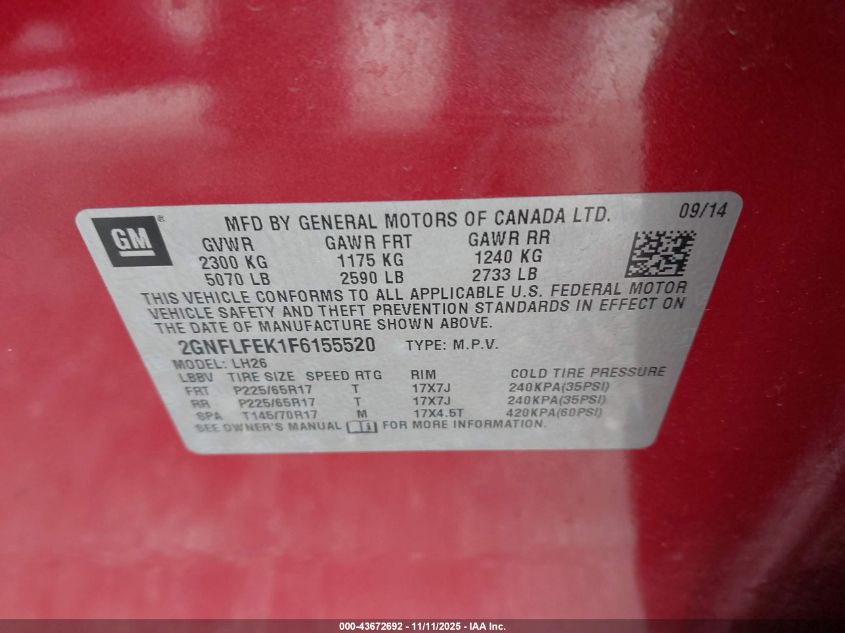 GM ®
MFD BY GENERAL MOTORS OF CANADA LTD. 09/14
GVWR GAWR FRT GAWR RR
2300 KG 1175 KG 1240 KG
5070 LB 2590 LB 2733 LB
THIS VEHICLE CONFORMS TO ALL APPLICABLE U.S. FEDERAL MOTOR
VEHICLE SAFETY AND THEFT PREVENTION STANDARDS IN EFFECT ON
THE DATE OF MANUFACTURE SHOWN ABOVE.
2GNFLFEK1F6155520 TYPE: M.P.V.
MODEL: LH26
LBBV TIRE SIZE SPEED RTG RIM COLD TIRE PRESSURE
FRT P225/65R17 T 17X7J 240KPA(35PSI)
RR P225/65R17 T 17X7J 240KPA(35PSI)
SPA T145/70R17 M 17X4.5T 420KPA(60PSI)
SEE OWNER'S MANUAL FOR MORE INFORMATION.
000-43672692 - 11/11/2025 - IAA Inc.